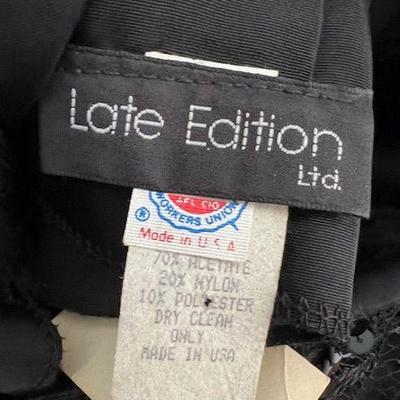 Late Edition
Ltd.
AFL CIO
WORKERS UNION
®
Made in U.S.A
70% ACETATE
20% NYLON
10% POLYESTER
DRY CLEAN
ONLY
MADE IN USA